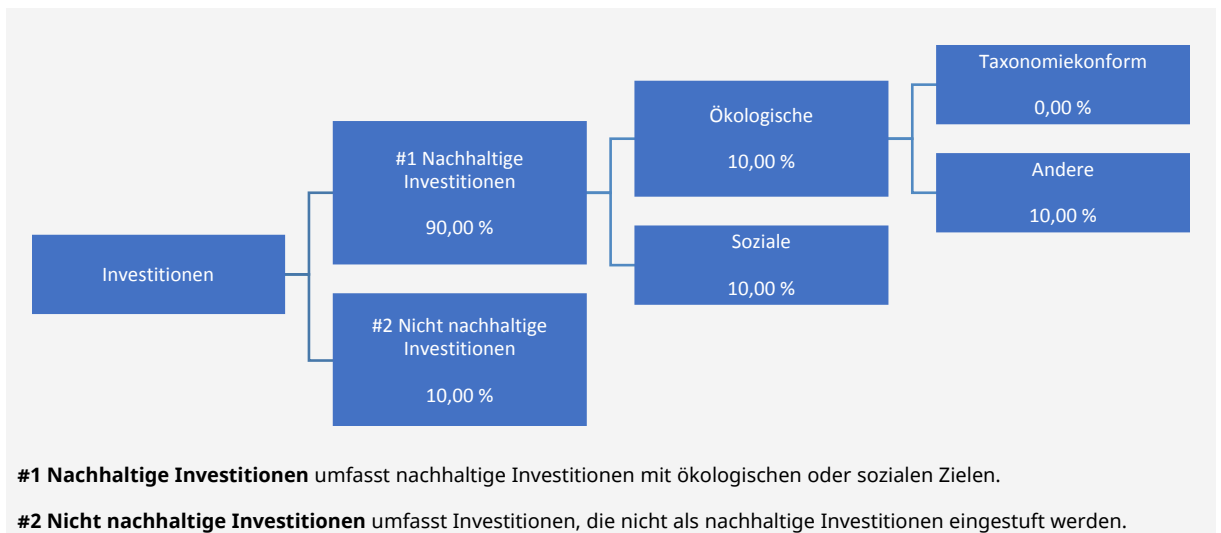 Investitionen
#1 Nachhaltige
Investitionen
90,00 %
#2 Nicht nachhaltige
Investitionen
10,00 %
Ökologische
10,00 %
Soziale
10,00 %
Taxonomiekonform
0,00 %
Andere
10,00 %
#1 Nachhaltige Investitionen umfasst nachhaltige Investitionen mit ökologischen oder sozialen Zielen.
#2 Nicht nachhaltige Investitionen umfasst Investitionen, die nicht als nachhaltige Investitionen eingestuft werden.